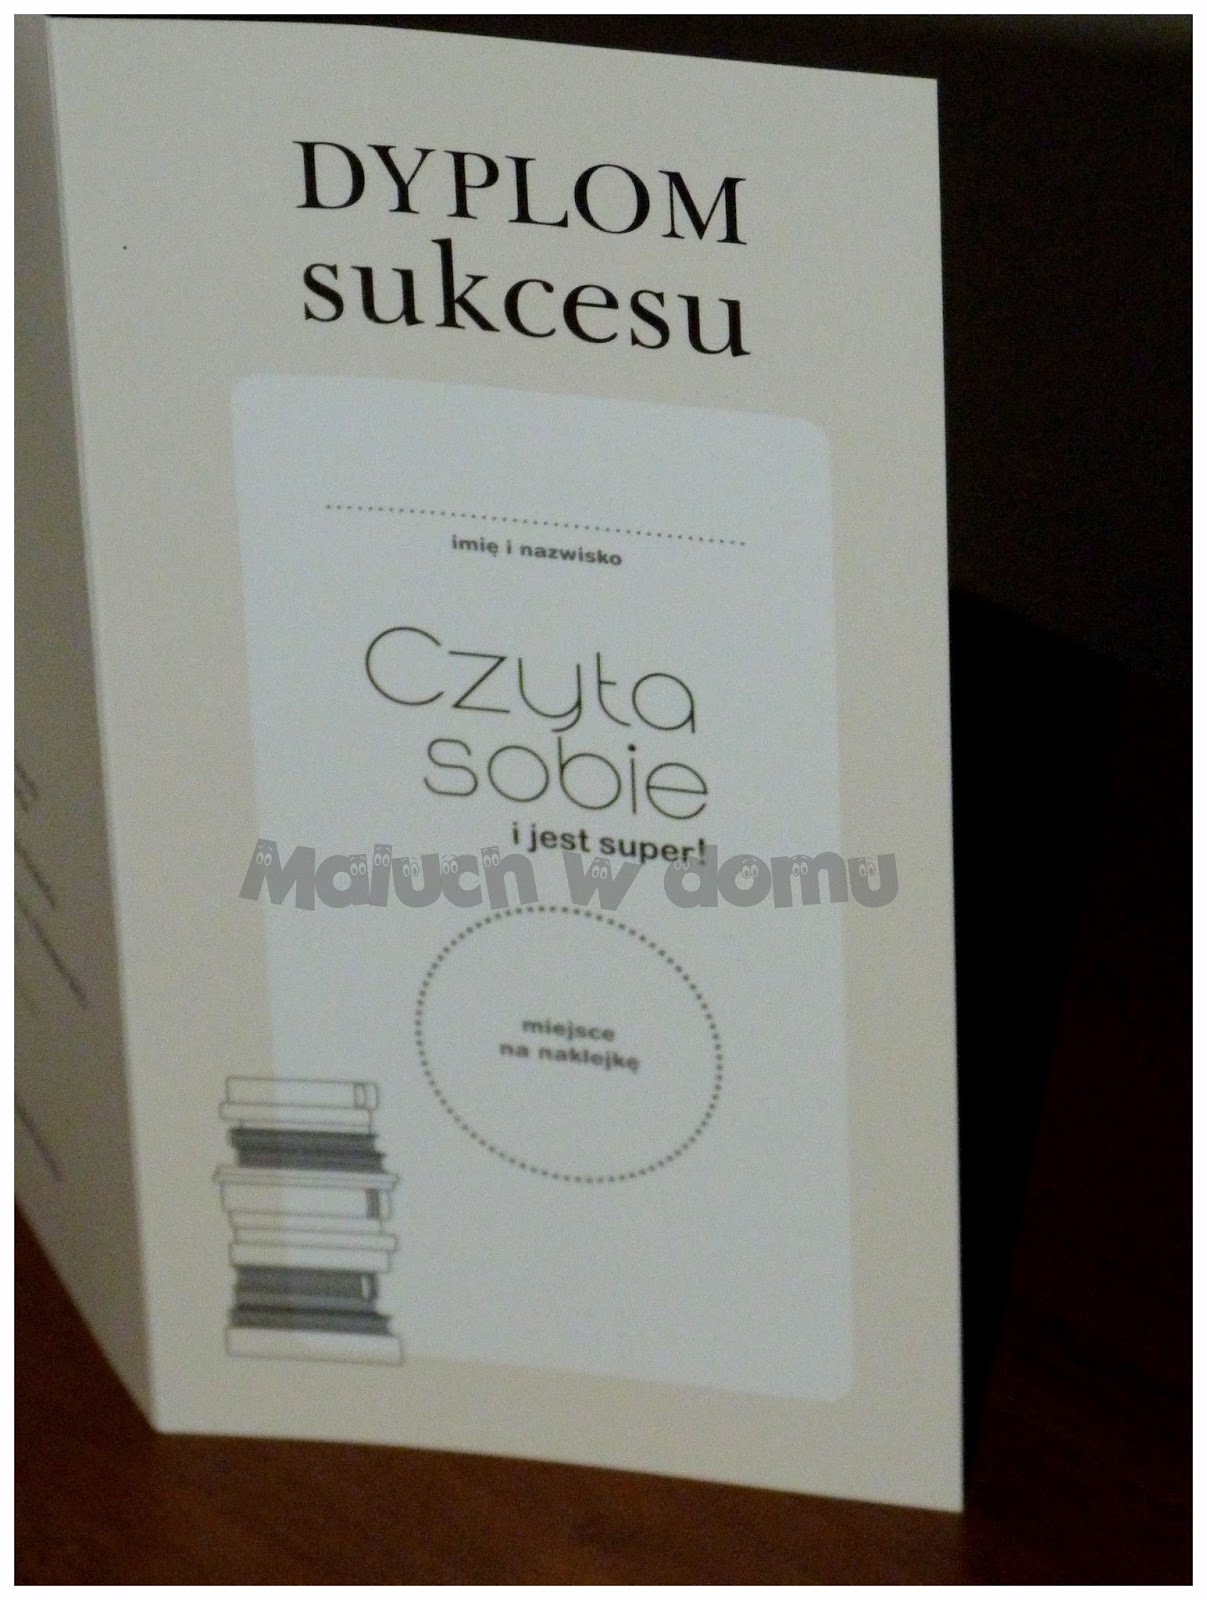 DYPLOM
sukcesu
imię i nazwisko
Czyta
sobie
i jest super!
Maluch w domu
miejsce
na naklejkę